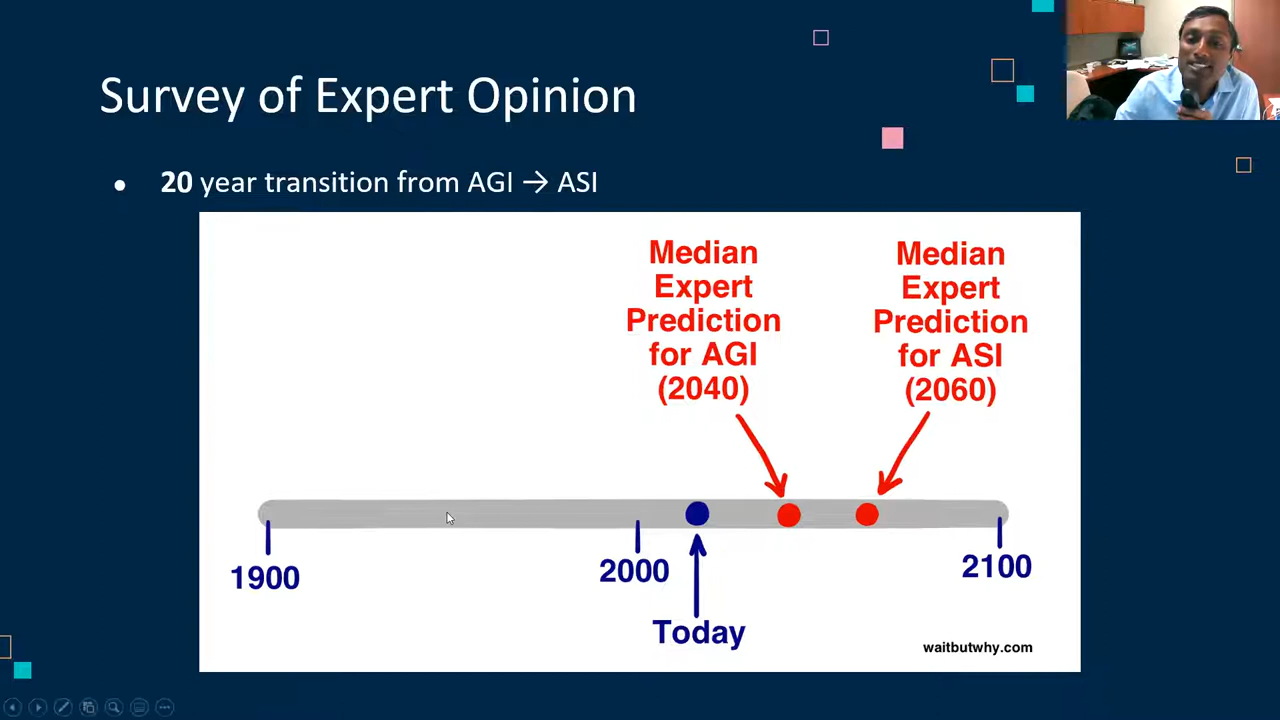 Survey of Expert Opinion
● 20 year transition from AGI → ASI
Median
Expert
Prediction
for AGI
(2040)
Median
Expert
Prediction
for ASI
(2060)
1900
2000
2100
Today
waitbutwhy.com